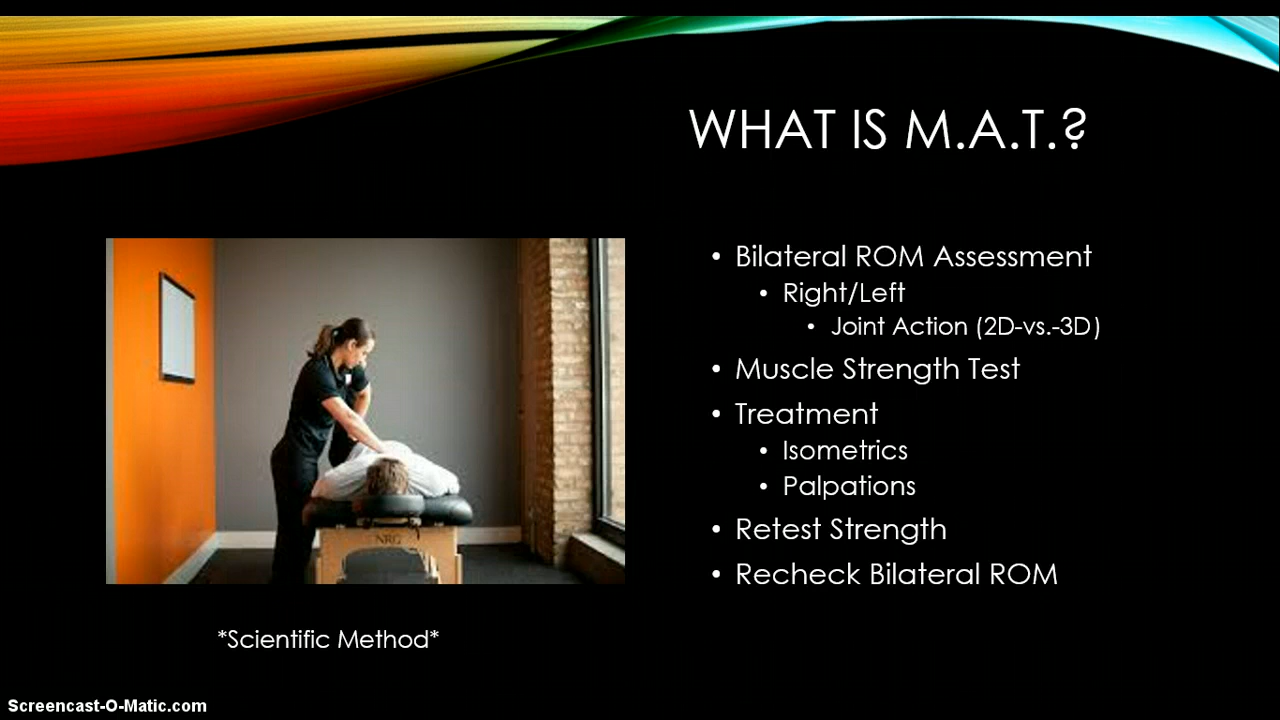 WHAT IS M.A.T.?
• Bilateral ROM Assessment
• Right/Left
• Joint Action (2D-vs.-3D)
• Muscle Strength Test
• Treatment
• Isometrics
• Palpations
• Retest Strength
• Recheck Bilateral ROM
NRG
*Scientific Method*
Screencast-O-Matic.com